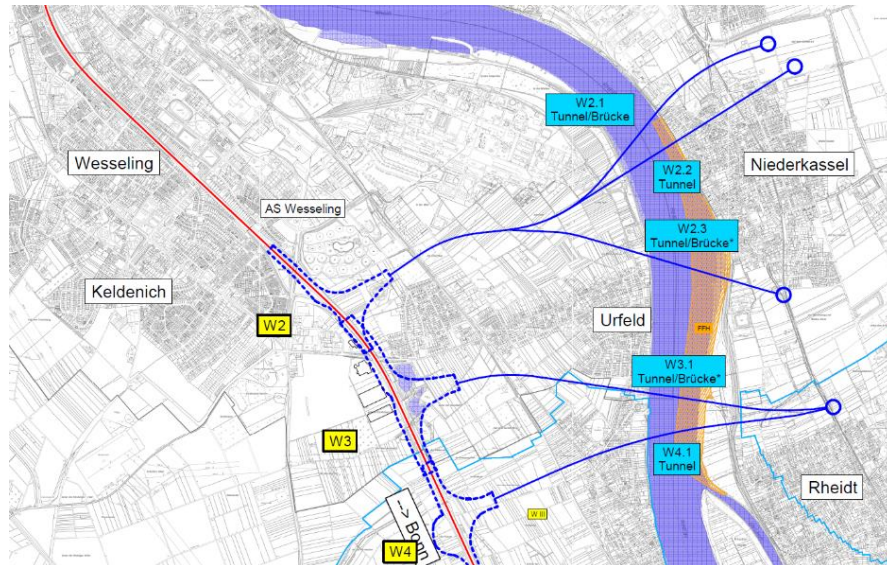 W2.1
Tunnel/Brücke
Wesseling
Niederkassel
W2.2
Tunnel
AS Wesseling
W2.3
Tunnel/Brücke*
Keldenich
Urfeld
W2
FFH
W3.1
Tunnel/Brücke*
W3
W4.1
Tunnel
Rheidt
W III
--> Bonn
W4